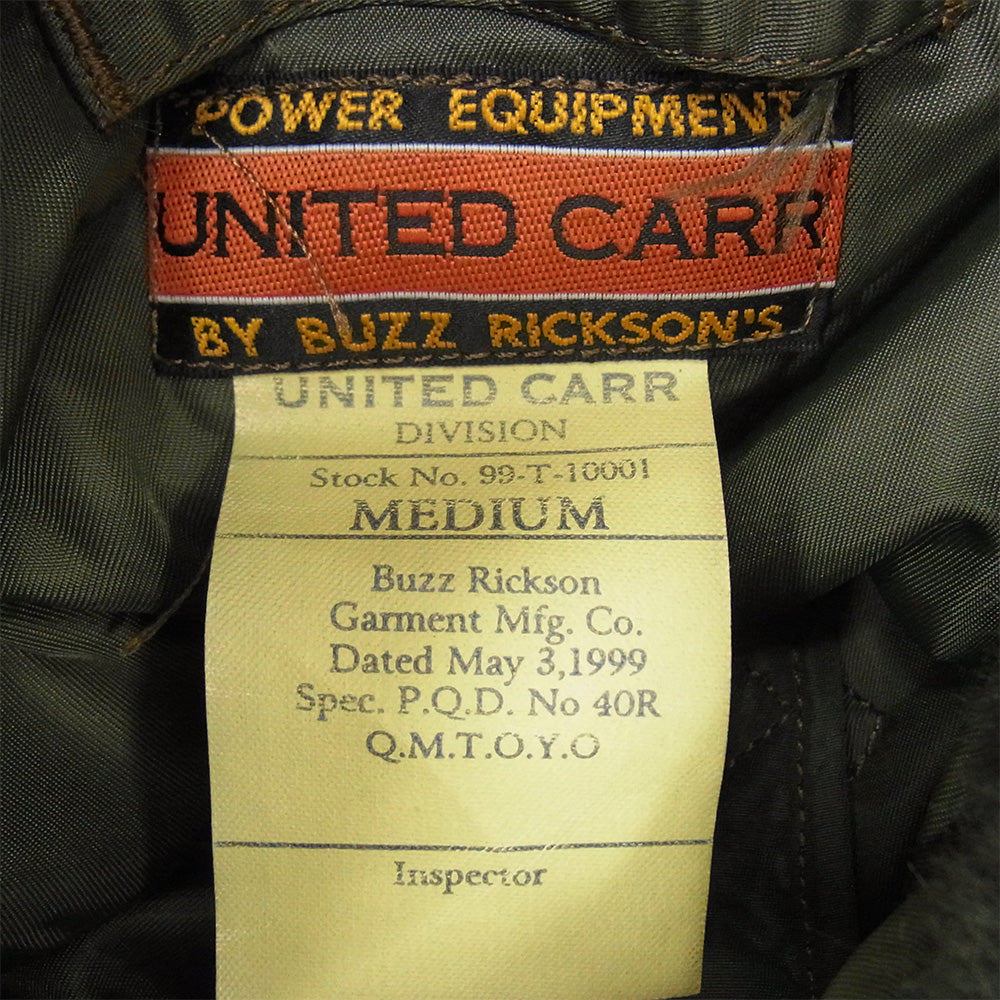 POWER EQUIPMENT
UNITED CARR
BY BUZZ RICKSON'S
UNITED CARR
DIVISION
Stock No. 99-T-10001
MEDIUM
Buzz Rickson
Garment Mfg. Co.
Dated May 3,1999
Spec. P.Q.D. No 40R
Q.M.T.O.Y.O
Inspector